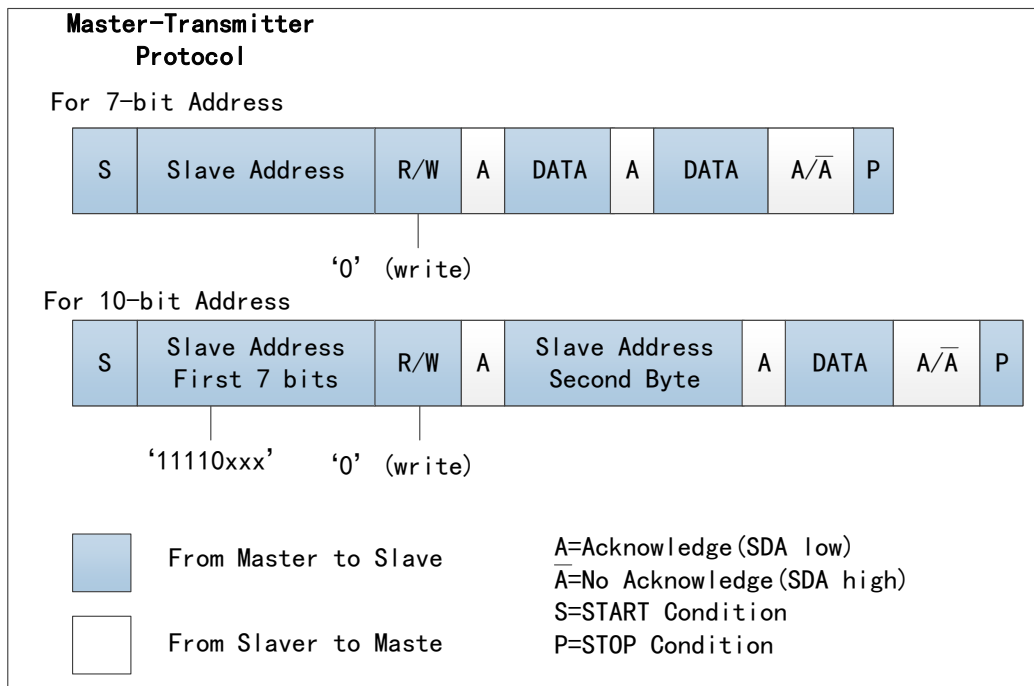 Master-Transmitter
Protocol
For 7-bit Address
S Slave Address R/W A DATA A DATA A/A̅ P
‘0’ (write)
For 10-bit Address
S Slave Address First 7 bits R/W A Slave Address Second Byte A DATA A/A̅ P
‘11110xxx’ ‘0’ (write)
From Master to Slave
From Slaver to Maste
A=Acknowledge(SDA low)
A̅=No Acknowledge(SDA high)
S=START Condition
P=STOP Condition